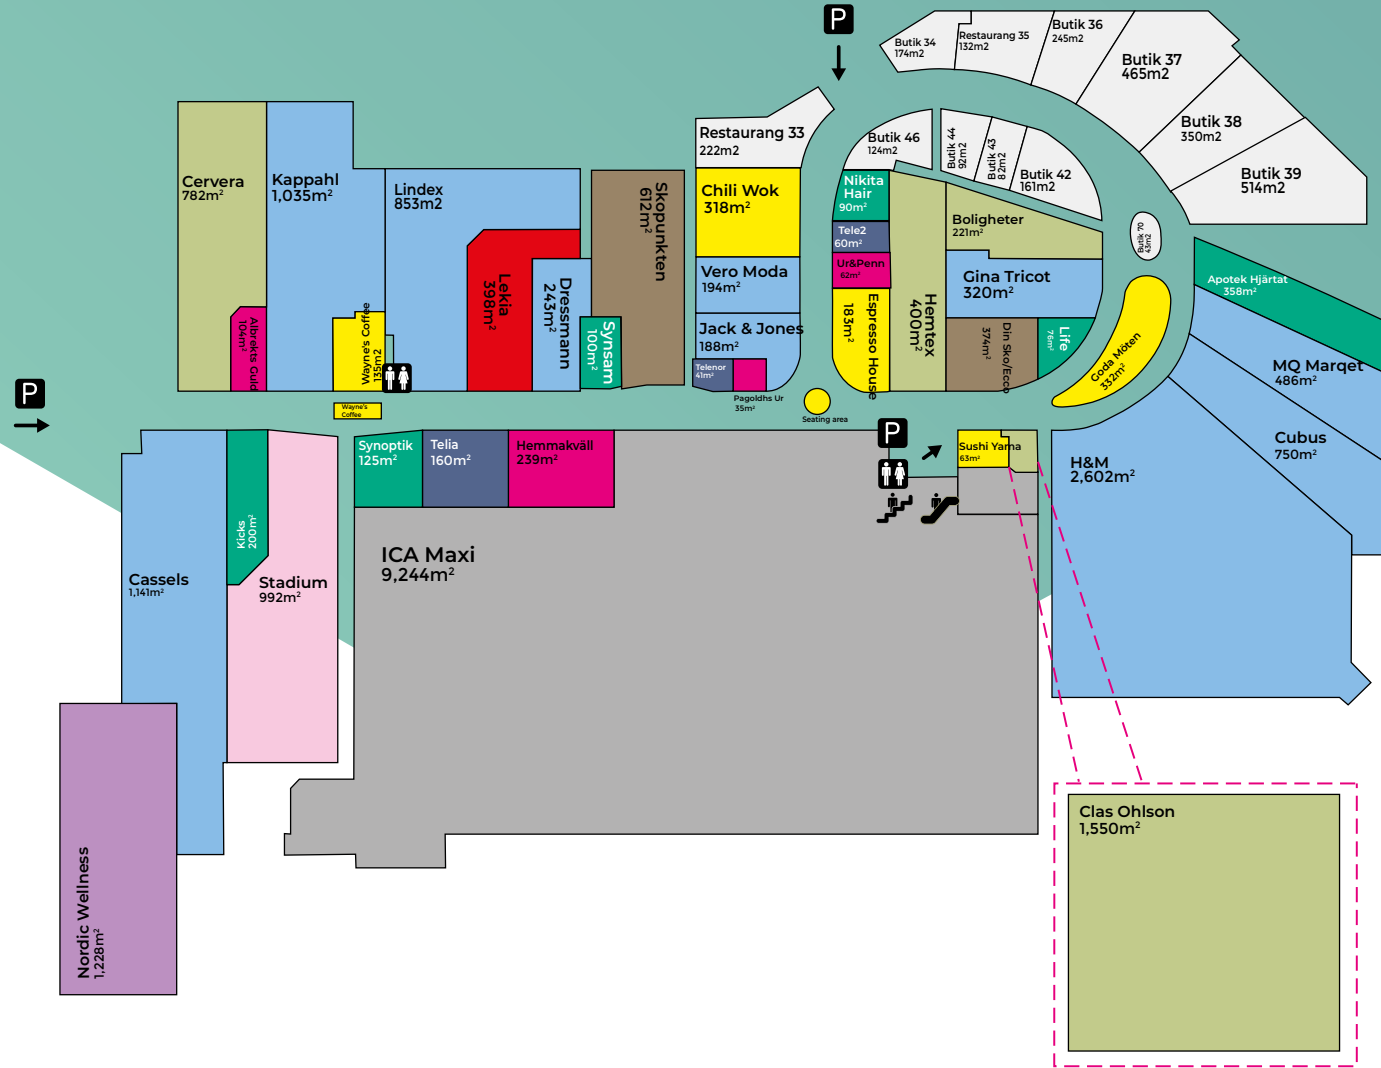 P
Butik 34
174m2
Restaurang 35
132m2
Butik 36
245m2
Butik 37
465m2
Butik 38
350m2
Butik 39
514m2
Restaurang 33
222m2
Butik 46
124m2
Butik 44
92m2
Butik 43
82m2
Butik 42
161m2
Butik 70
43m2
Cervera
782m²
Kappahl
1,035m²
Lindex
853m2
Skopunkten
612m²
Chili Wok
318m²
Nikita
Hair
90m²
Tele2
60m²
Ur&Penn
62m²
Boligheter
221m²
Gina Tricot
320m²
Hemtex
400m²
Espresso House
183m²
Din Sko/Ecco
374m²
Life
76m²
Goda Möten
332m²
Apotek Hjärtat
358m²
MQ Marqet
486m²
Cubus
750m²
H&M
2,602m²
Vero Moda
194m²
Jack & Jones
188m²
Telenor
41m²
Pagoldhs Ur
35m²
Seating area
Lekia
398m²
Dressmann
243m²
Synsam
100m²
Albrekts Guld
104m²
Wayne's Coffee
135m2
Wayne's
Coffee
P
P
Synoptik
125m²
Telia
160m²
Hemmakväll
239m²
Sushi Yama
63m²
Kicks
200m²
Stadium
992m²
Cassels
1,141m²
ICA Maxi
9,244m²
Nordic Wellness
1,228m²
Clas Ohlson
1,550m²